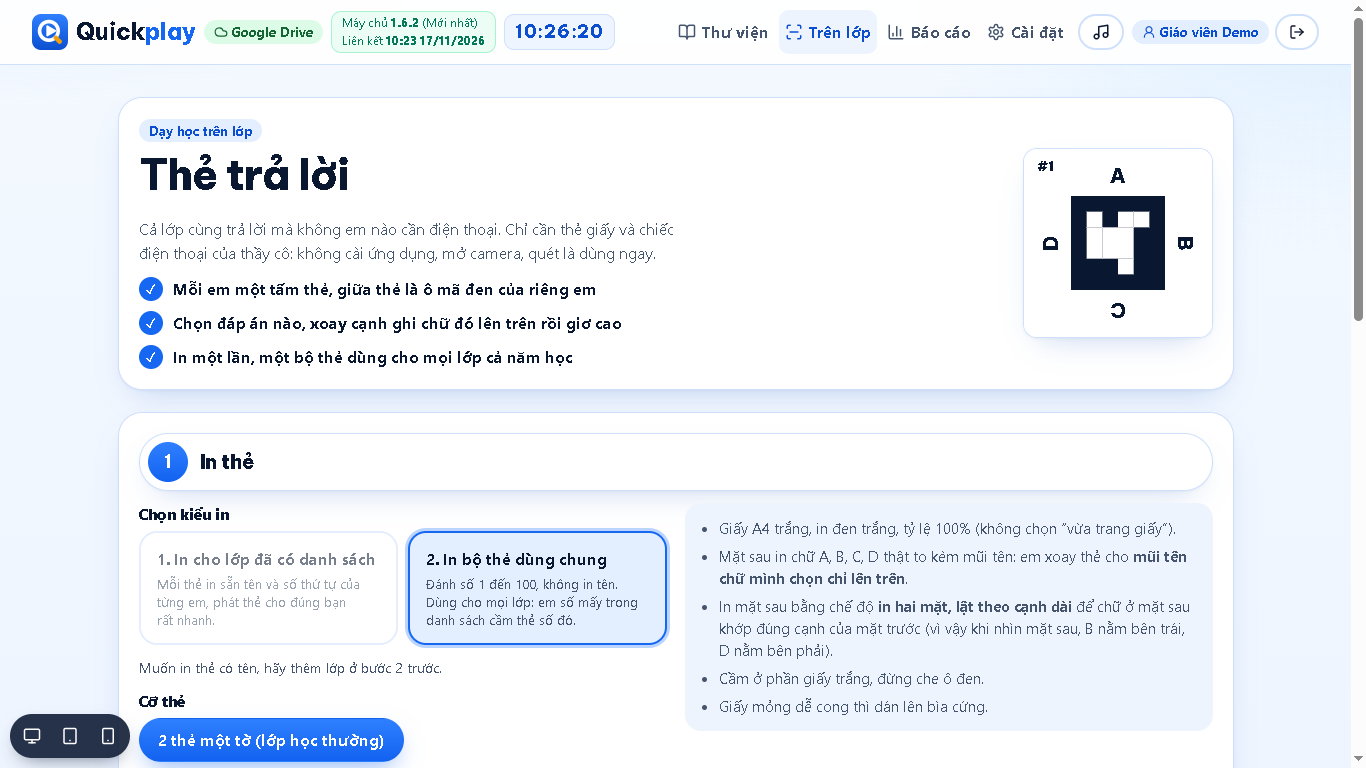 Quickplay
Google Drive
Máy chủ 1.6.2 (Mới nhất)
Liên kết 10:23 17/11/2026
10:26:20
Thư viện
Trên lớp
Báo cáo
Cài đặt
Giáo viên Demo
Dạy học trên lớp
Thẻ trả lời
Cả lớp cùng trả lời mà không em nào cần điện thoại. Chỉ cần thẻ giấy và chiếc
điện thoại của thầy cô: không cài ứng dụng, mở camera, quét là dùng ngay.
Mỗi em một tấm thẻ, giữa thẻ là ô mã đen của riêng em
Chọn đáp án nào, xoay cạnh ghi chữ đó lên trên rồi giơ cao
In một lần, một bộ thẻ dùng cho mọi lớp cả năm học
#1
A
D
B
C
1
In thẻ
Chọn kiểu in
1. In cho lớp đã có danh sách
Mỗi thẻ in sẵn tên và số thứ tự của
từng em, phát thẻ cho đúng bạn
rất nhanh.
2. In bộ thẻ dùng chung
Đánh số 1 đến 100, không in tên.
Dùng cho mọi lớp: em số mấy trong
danh sách cầm thẻ số đó.
Muốn in thẻ có tên, hãy thêm lớp ở bước 2 trước.
Cỡ thẻ
2 thẻ một tờ (lớp học thường)
Giấy A4 trắng, in đen trắng, tỷ lệ 100% (không chọn "vừa trang giấy").
Mặt sau in chữ A, B, C, D thật to kèm mũi tên: em xoay thẻ cho mũi tên
chữ mình chọn chỉ lên trên.
In mặt sau bằng chế độ in hai mặt, lật theo cạnh dài để chữ ở mặt sau
khớp đúng cạnh của mặt trước (vì vậy khi nhìn mặt sau, B nằm bên trái,
D nằm bên phải).
Cầm ở phần giấy trắng, đừng che ô đen.
Giấy mỏng dễ cong thì dán lên bìa cứng.